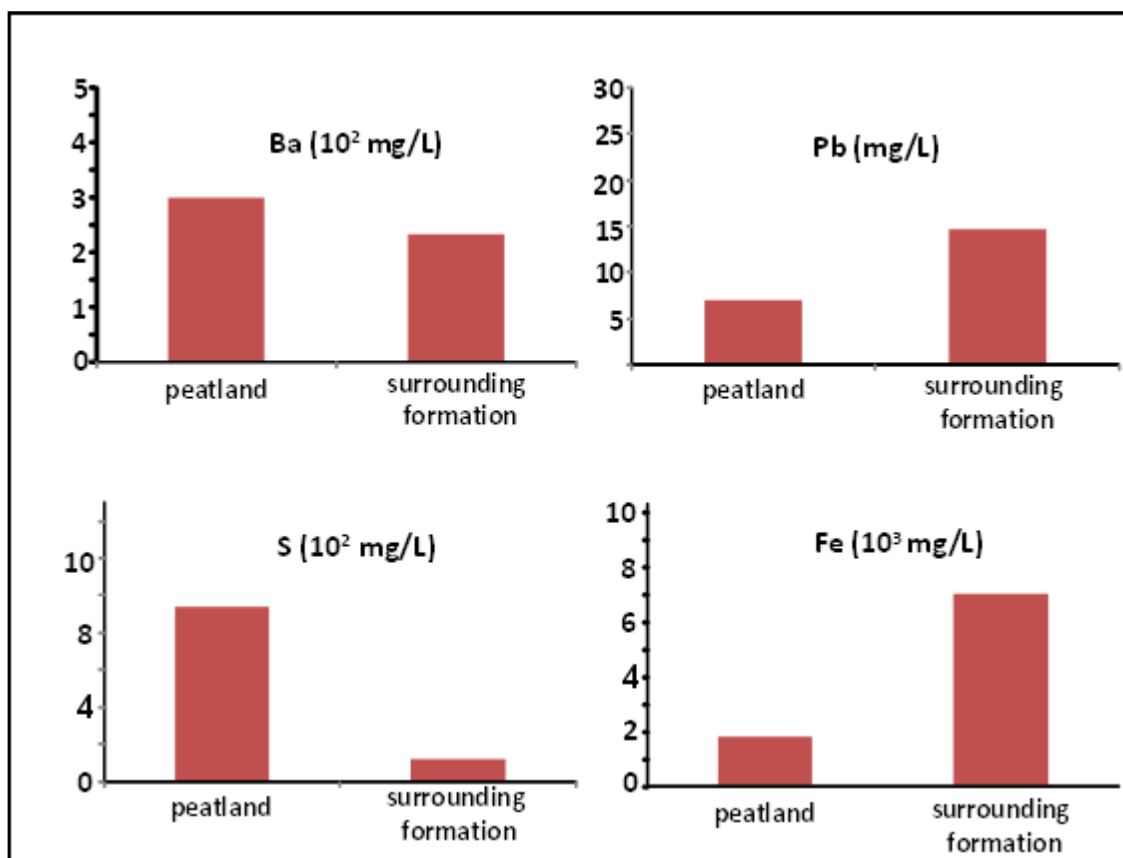 Ba (10² mg/L)
5
4
3
2
1
0
peatland
surrounding
formation
Pb (mg/L)
30
25
20
15
10
5
peatland
surrounding
formation
S (10² mg/L)
10
8
4
0
peatland
surrounding
formation
Fe (10³ mg/L)
10
8
6
4
2
0
peatland
surrounding
formation